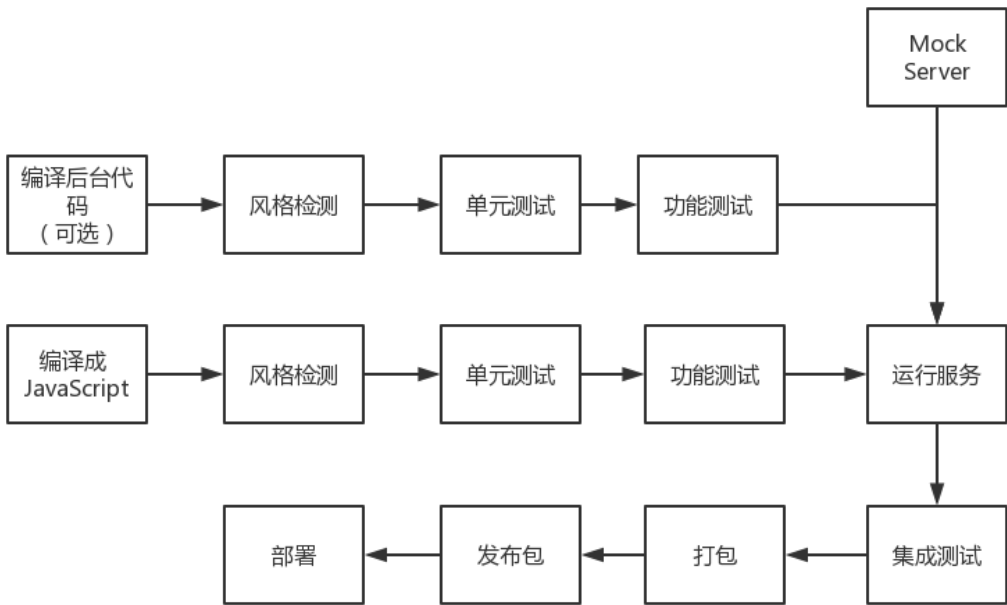 Mock
Server
编译后台代
码
（可选）
风格检测
单元测试
功能测试
编译成
JavaScript
风格检测
单元测试
功能测试
运行服务
部署
发布包
打包
集成测试